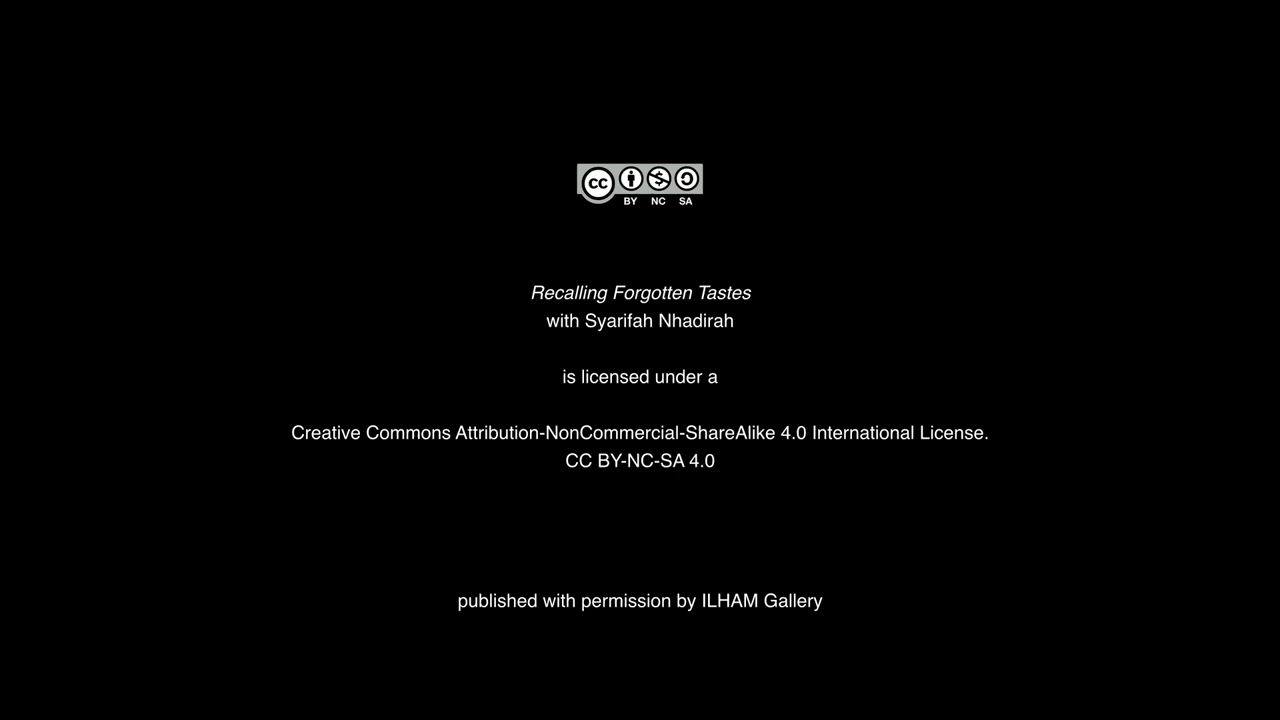 cc
BY NC SA
Recalling Forgotten Tastes
with Syarifah Nhadirah
is licensed under a
Creative Commons Attribution-NonCommercial-ShareAlike 4.0 International License.
CC BY-NC-SA 4.0
published with permission by ILHAM Gallery